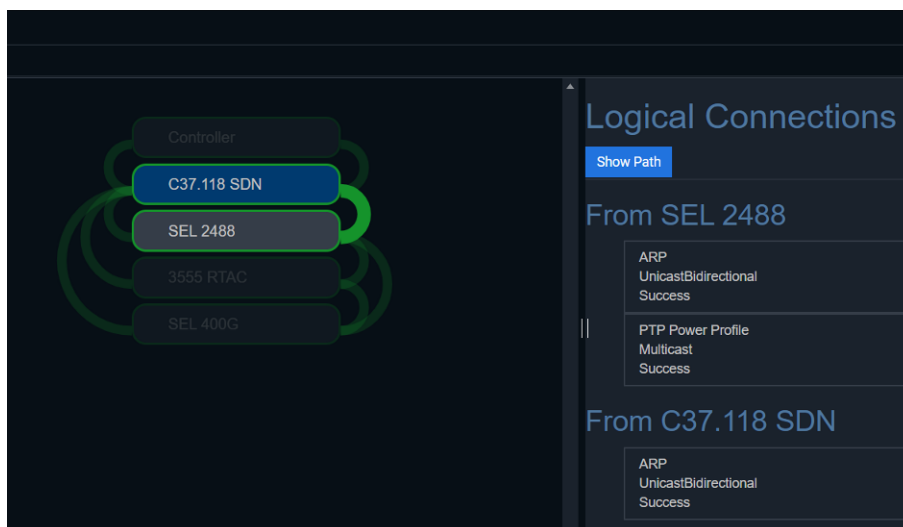 Controller
C37.118 SDN
SEL 2488
3555 RTAC
SEL 400G
Logical Connections
Show Path
From SEL 2488
ARP
UnicastBidirectional
Success
PTP Power Profile
Multicast
Success
From C37.118 SDN
ARP
UnicastBidirectional
Success